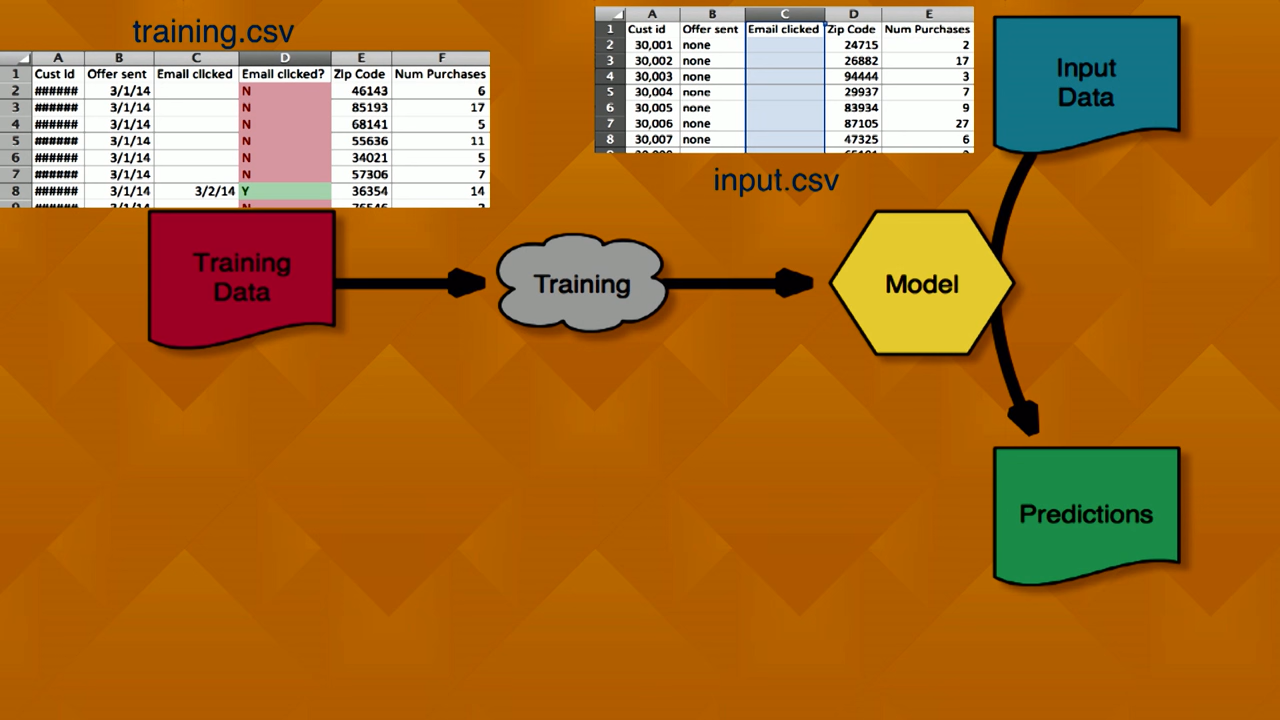 training.csv
A B C D E F
1 Cust Id Offer sent Email clicked Email clicked? Zip Code Num Purchases
2 ###### 3/1/14 N 46143 6
3 ###### 3/1/14 N 85193 17
4 ###### 3/1/14 N 68141 5
5 ###### 3/1/14 N 55636 11
6 ###### 3/1/14 N 34021 5
7 ###### 3/1/14 N 57306 7
8 ###### 3/1/14 3/2/14 Y 36354 14
A B C D E
1 Cust id Offer sent Email clicked Zip Code Num Purchases
2 30,001 none 24715 2
3 30,002 none 26882 17
4 30,003 none 94444 3
5 30,004 none 29937 7
6 30,005 none 83934 9
7 30,006 none 87105 27
8 30,007 none 47325 6
input.csv
Input
Data
Training
Data
Training
Model
Predictions